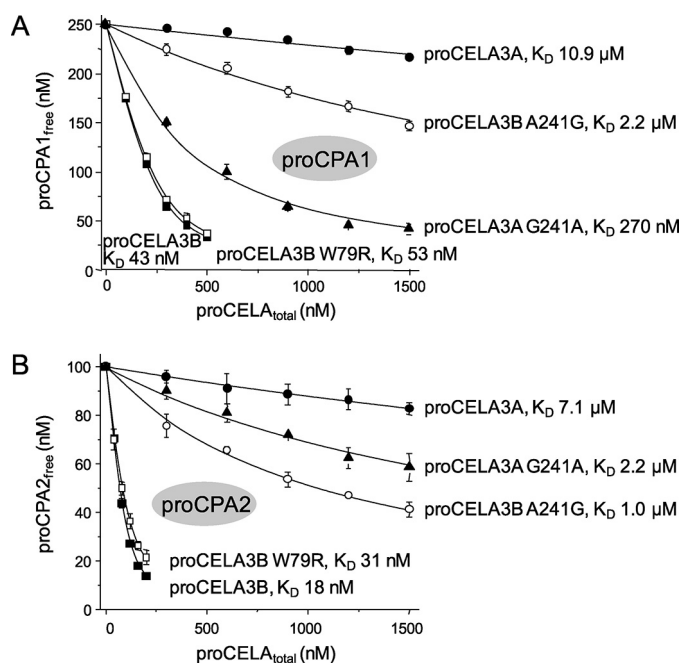 A
250
200
150
100
50
0
proCPA1free (nM)
proCELA3A, KD 10.9 µM
proCELA3B A241G, KD 2.2 µM
proCPA1
proCELA3A G241A, KD 270 nM
proCELA3B
KD 43 nM
proCELA3B W79R, KD 53 nM
0 500 1000 1500
proCELAtotal (nM)
B
100
80
60
40
20
0
proCPA2free (nM)
proCELA3A, KD 7.1 µM
proCELA3A G241A, KD 2.2 µM
proCELA3B A241G, KD 1.0 µM
proCPA2
proCELA3B W79R, KD 31 nM
proCELA3B, KD 18 nM
0 500 1000 1500
proCELAtotal (nM)